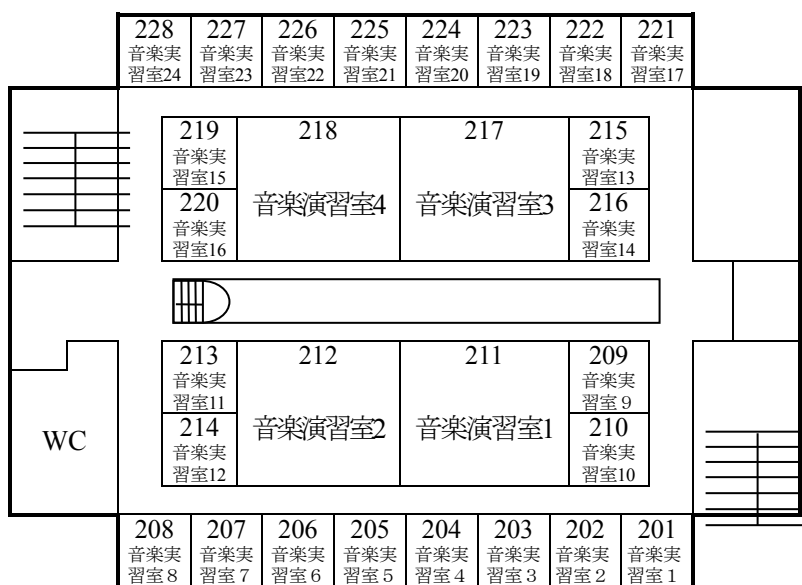 228 227 226 225 224 223 222 221
音楽実 音楽実 音楽実 音楽実 音楽実 音楽実 音楽実 音楽実
習室24 習室23 習室22 習室21 習室20 習室19 習室18 習室17
219
音楽実
習室15
218
音楽演習室4
217
音楽演習室3
215
音楽実
習室13
220
音楽実
習室16
216
音楽実
習室14
213
音楽実
習室11
212
音楽演習室2
211
音楽演習室1
209
音楽実
習室９
WC
214
音楽実
習室12
210
音楽実
習室10
208 207 206 205 204 203 202 201
音楽実 音楽実 音楽実 音楽実 音楽実 音楽実 音楽実 音楽実
習室８ 習室７ 習室６ 習室５ 習室４ 習室３ 習室２ 習室１